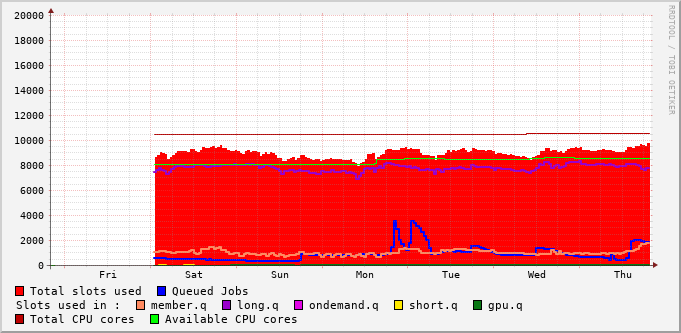 20000
18000
16000
14000
12000
10000
8000
6000
4000
2000
0
Fri Sat Sun Mon Tue Wed Thu
RRDTOOL / TOBI OETIKER
Total slots used Queued Jobs
Slots used in : member.q long.q ondemand.q short.q gpu.q
Total CPU cores Available CPU cores